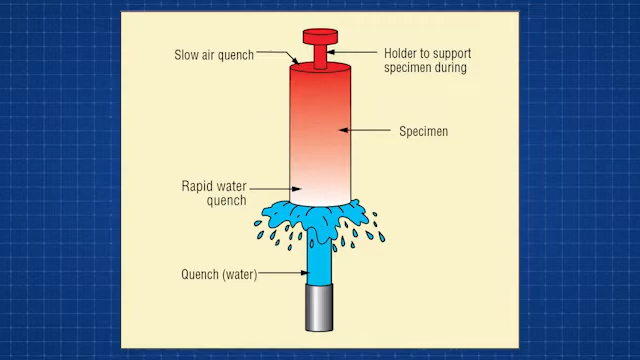 Slow air quench
Holder to support
specimen during
Specimen
Rapid water
quench
Quench (water)